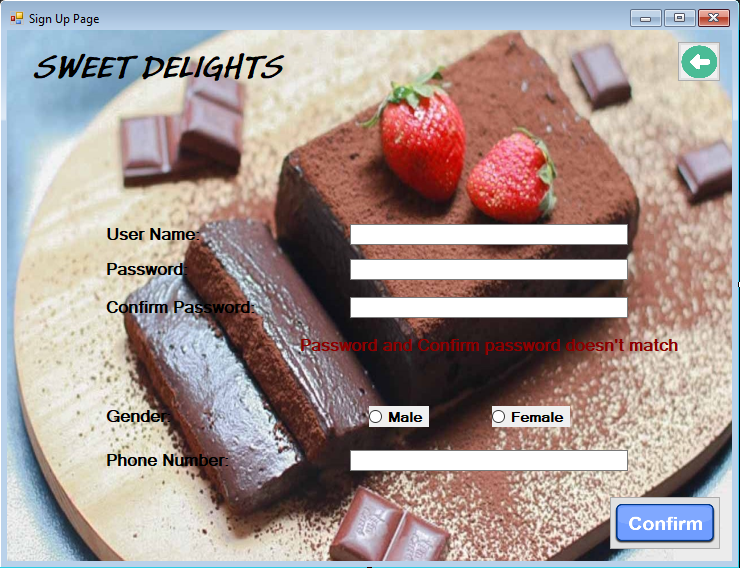 Sign Up Page
SWEET DELIGHTS
User Name:
Password:
Confirm Password:
Password and Confirm password doesn't match
Gender:
Male
Female
Phone Number:
Confirm